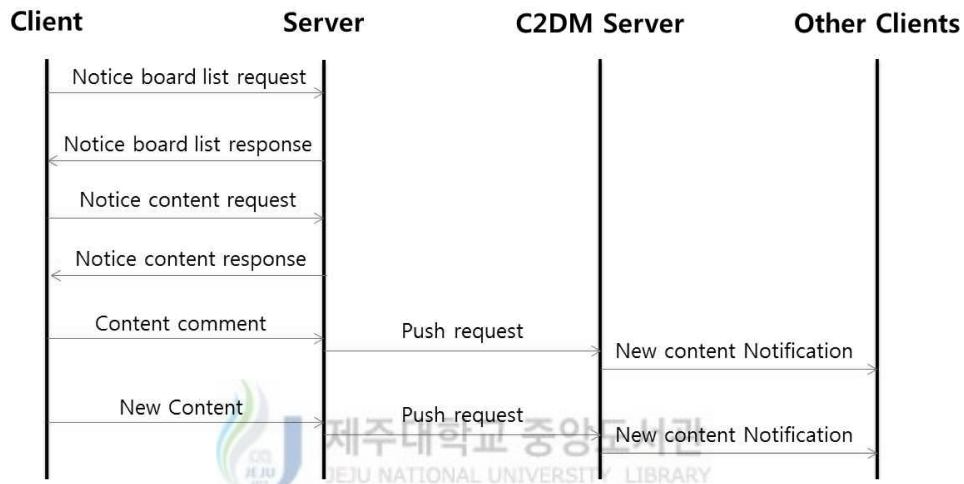 Client Server C2DM Server Other Clients
Notice board list request
Notice board list response
Notice content request
Notice content response
Content comment
Push request
New content Notification
New Content
Push request
New content Notification
제주대학교 중앙도서관
JEJU NATIONAL UNIVERSITY LIBRARY
JEJU